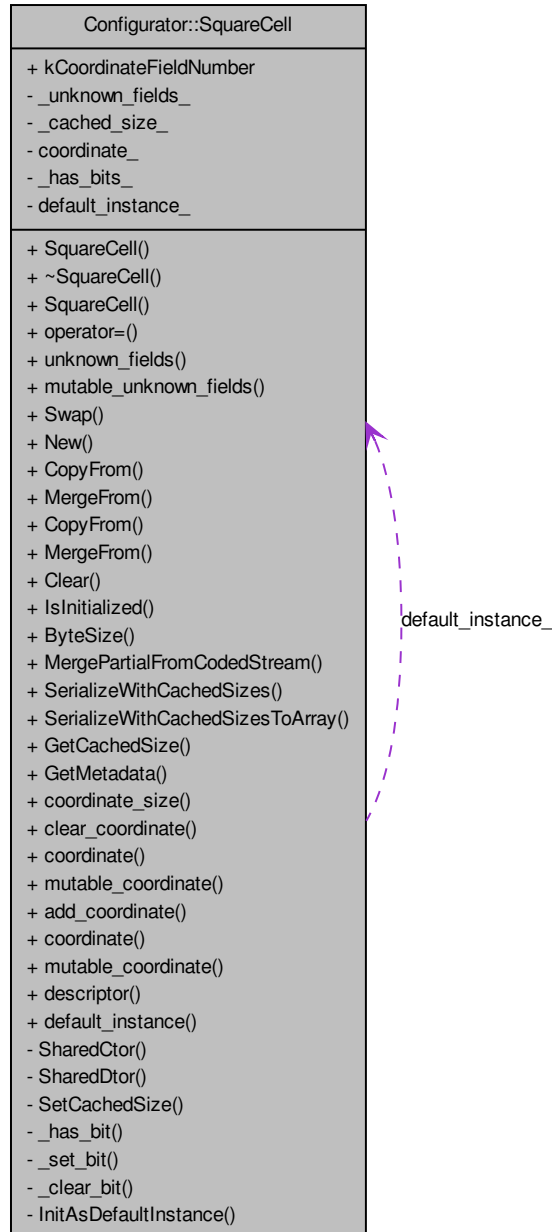 Configurator::SquareCell
+ kCoordinateFieldNumber
- _unknown_fields_
- _cached_size_
- coordinate_
- _has_bits_
- default_instance_
+ SquareCell()
+ ~SquareCell()
+ SquareCell()
+ operator=()
+ unknown_fields()
+ mutable_unknown_fields()
+ Swap()
+ New()
+ CopyFrom()
+ MergeFrom()
+ CopyFrom()
+ MergeFrom()
+ Clear()
+ IsInitialized()
+ ByteSize()
+ MergePartialFromCodedStream()
+ SerializeWithCachedSizes()
+ SerializeWithCachedSizesToArray()
+ GetCachedSize()
+ GetMetadata()
+ coordinate_size()
+ clear_coordinate()
+ coordinate()
+ mutable_coordinate()
+ add_coordinate()
+ coordinate()
+ mutable_coordinate()
+ descriptor()
+ default_instance()
- SharedCtor()
- SharedDtor()
- SetCachedSize()
- _has_bit()
- _set_bit()
- _clear_bit()
- InitAsDefaultInstance()
default_instance_